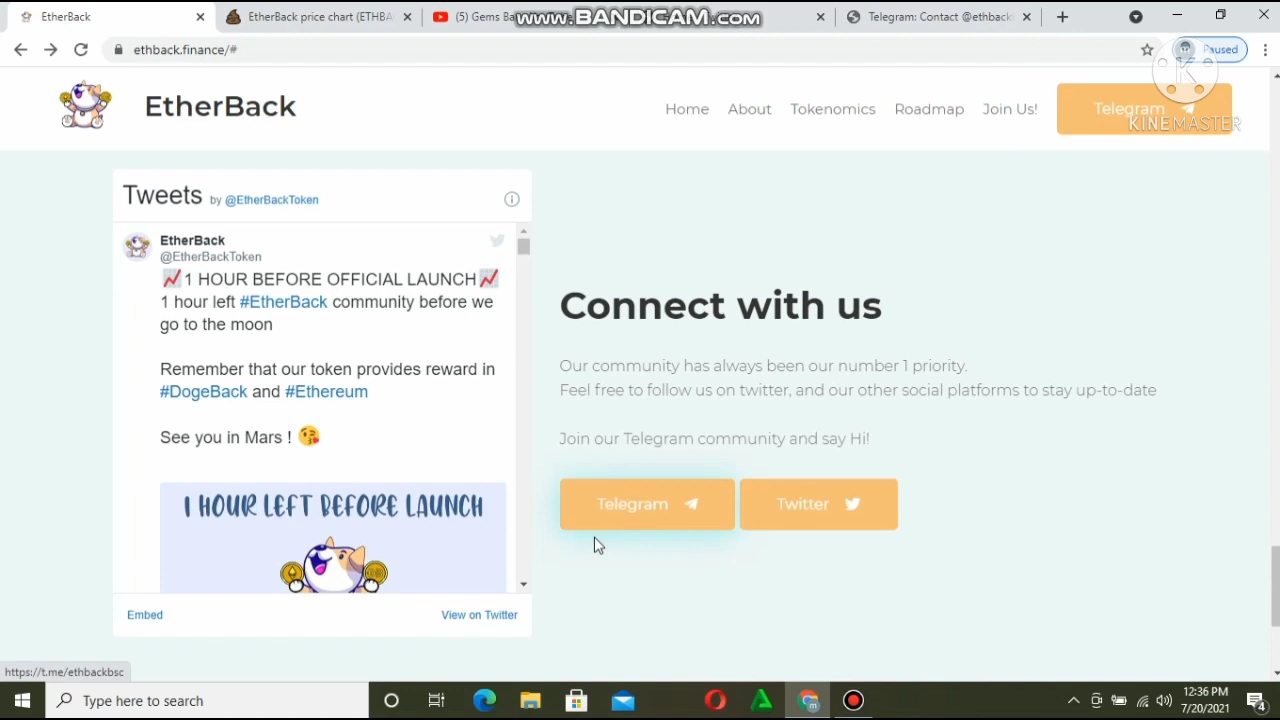 EtherBack
EtherBack price chart (ETHBA
(5) Gems Ba
www.BANDICAM.com
Telegram: Contact @ethback
ethback.finance/#
Paused
EtherBack
Home
About
Tokenomics
Roadmap
Join Us!
Telegram
KINEMASTER
Tweets by @EtherBackToken
EtherBack
@EtherBackToken
1 HOUR BEFORE OFFICIAL LAUNCH
1 hour left #EtherBack community before we
go to the moon
Remember that our token provides reward in
#DogeBack and #Ethereum
See you in Mars !
1 HOUR LEFT BEFORE LAUNCH
Embed
View on Twitter
Connect with us
Our community has always been our number 1 priority.
Feel free to follow us on twitter, and our other social platforms to stay up-to-date
Join our Telegram community and say Hi!
Telegram
Twitter
https://t.me/ethbackbsc
Type here to search
12:36 PM
7/20/2021
4